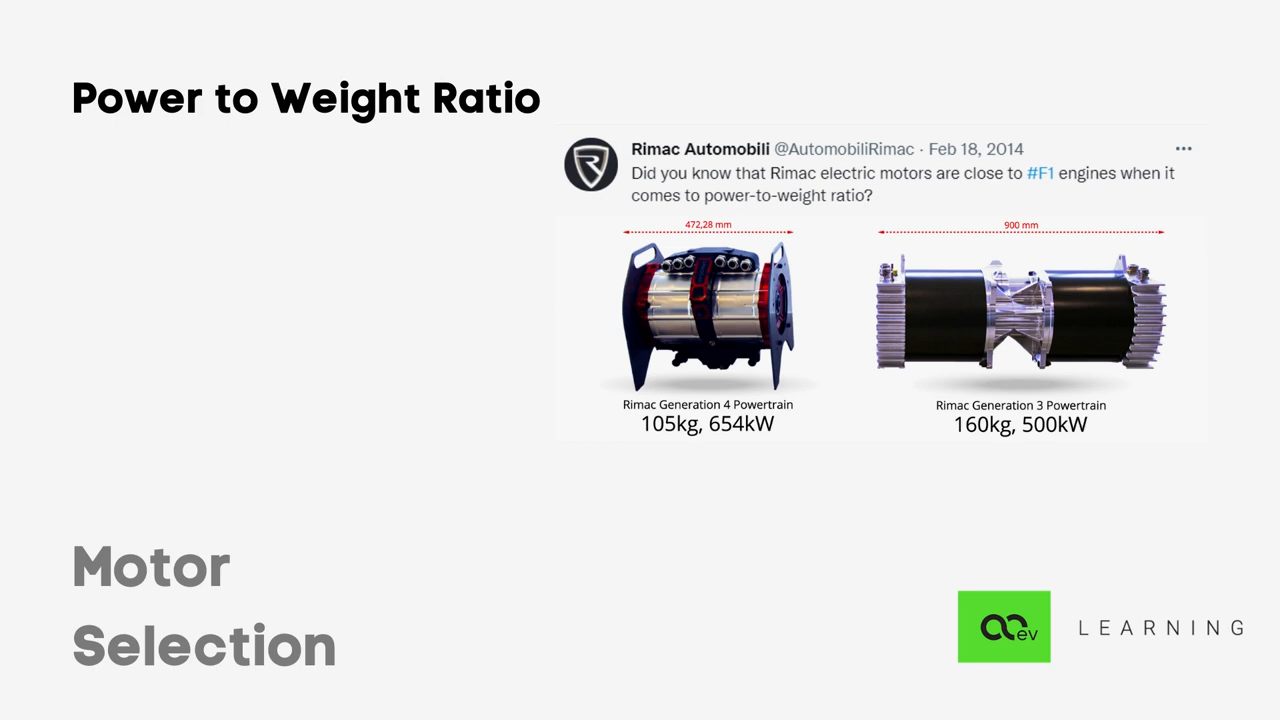 Power to Weight Ratio
Rimac Automobili @AutomobiliRimac · Feb 18, 2014
Did you know that Rimac electric motors are close to #F1 engines when it
comes to power-to-weight ratio?
472,28 mm
900 mm
Rimac Generation 4 Powertrain
105kg, 654kW
Rimac Generation 3 Powertrain
160kg, 500kW
Motor
Selection
ev
LEARNING